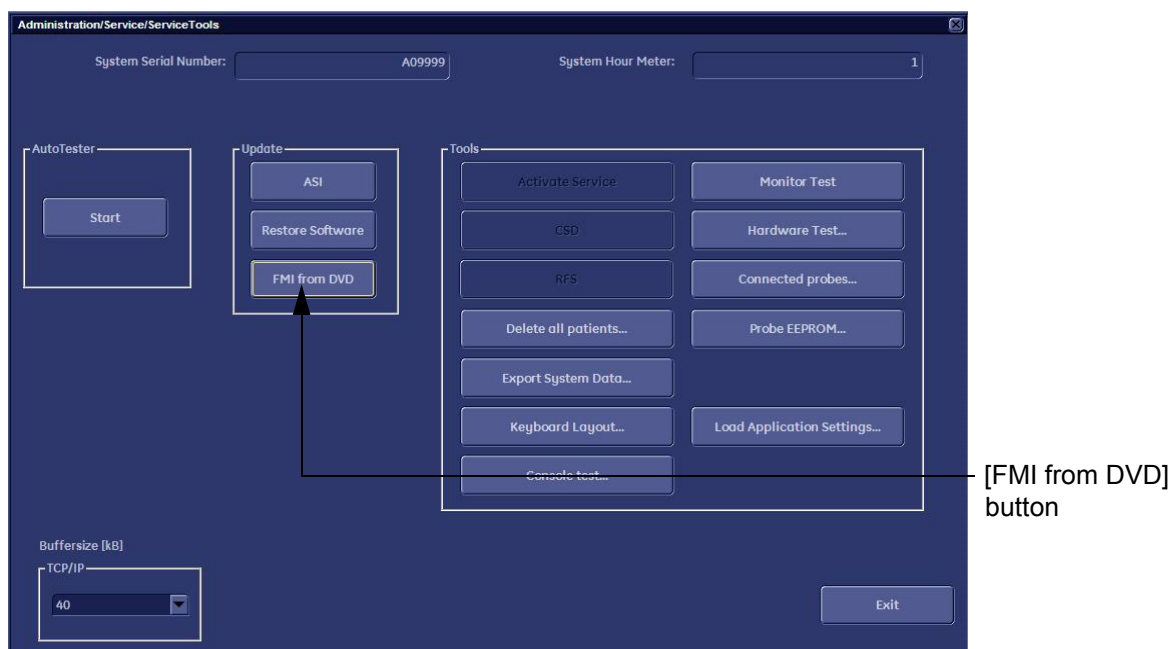 Administration/Service/ServiceTools
System Serial Number: A09999 System Hour Meter: 1
AutoTester Update Tools
ASI Activate Service Monitor Test
Start Restore Software CSD Hardware Test...
FMI from DVD RFS Connected probes...
Delete all patients... Probe EEPROM...
Export System Data...
Keyboard Layout... Load Application Settings...
Console test...
[FMI from DVD]
button
Buffersize [kB]
TCP/IP
40 Exit